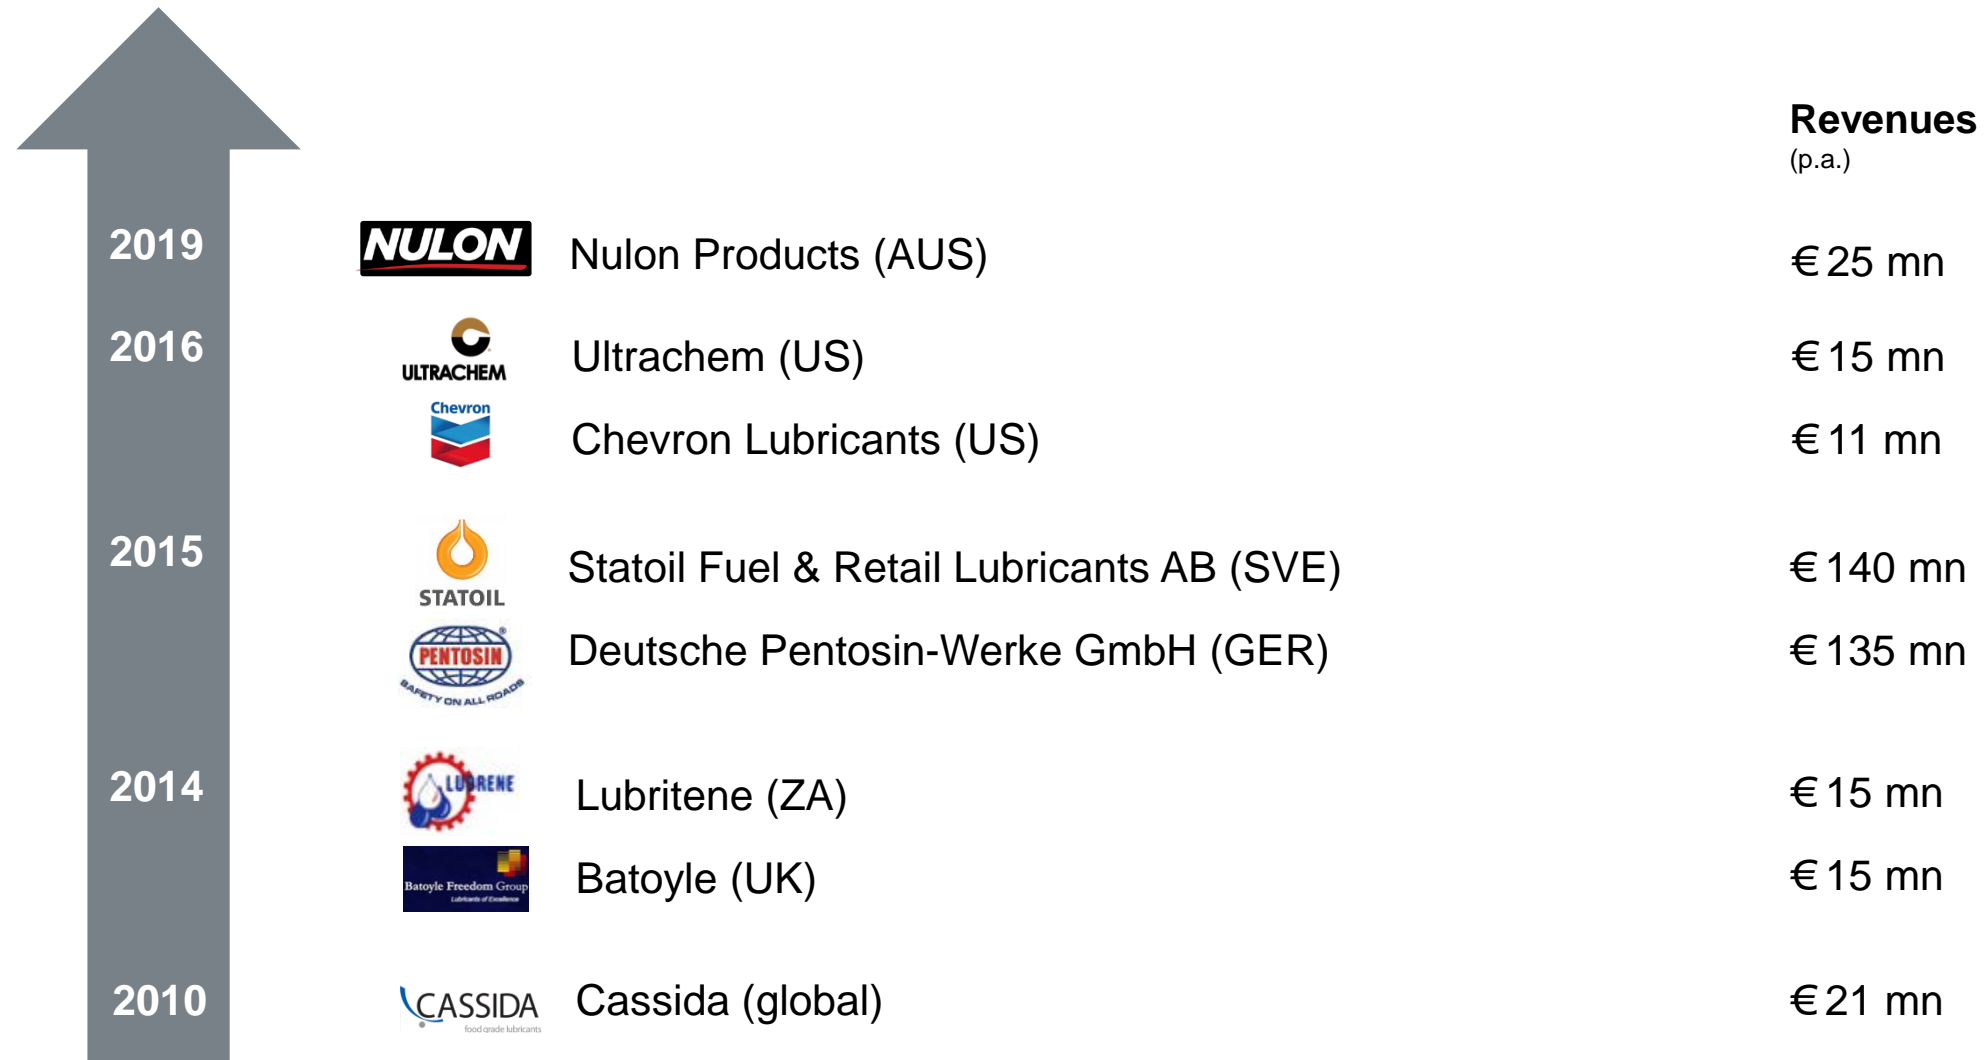 Revenues
(p.a.)
2019
NULON
Nulon Products (AUS)
€ 25 mn
2016
ULTRACHEM
Ultrachem (US)
€ 15 mn
Chevron
Chevron Lubricants (US)
€ 11 mn
2015
STATOIL
Statoil Fuel & Retail Lubricants AB (SVE)
€ 140 mn
PENTOSIN®
SAFETY ON ALL ROADS
Deutsche Pentosin-Werke GmbH (GER)
€ 135 mn
2014
LUBRENE
Lubritene (ZA)
€ 15 mn
Batoyle Freedom Group
Lubricants of Excellence
Batoyle (UK)
€ 15 mn
2010
CASSIDA
food grade lubricants
Cassida (global)
€ 21 mn